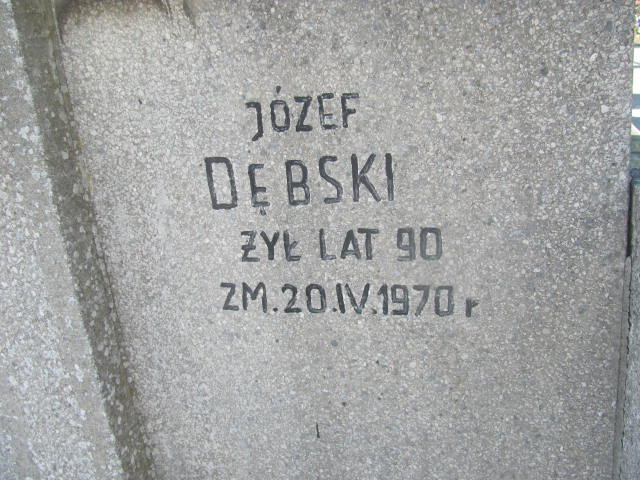 JÓZEF
DĘBSKI
ŻYŁ LAT 90
ZM.20.IV.1970 r